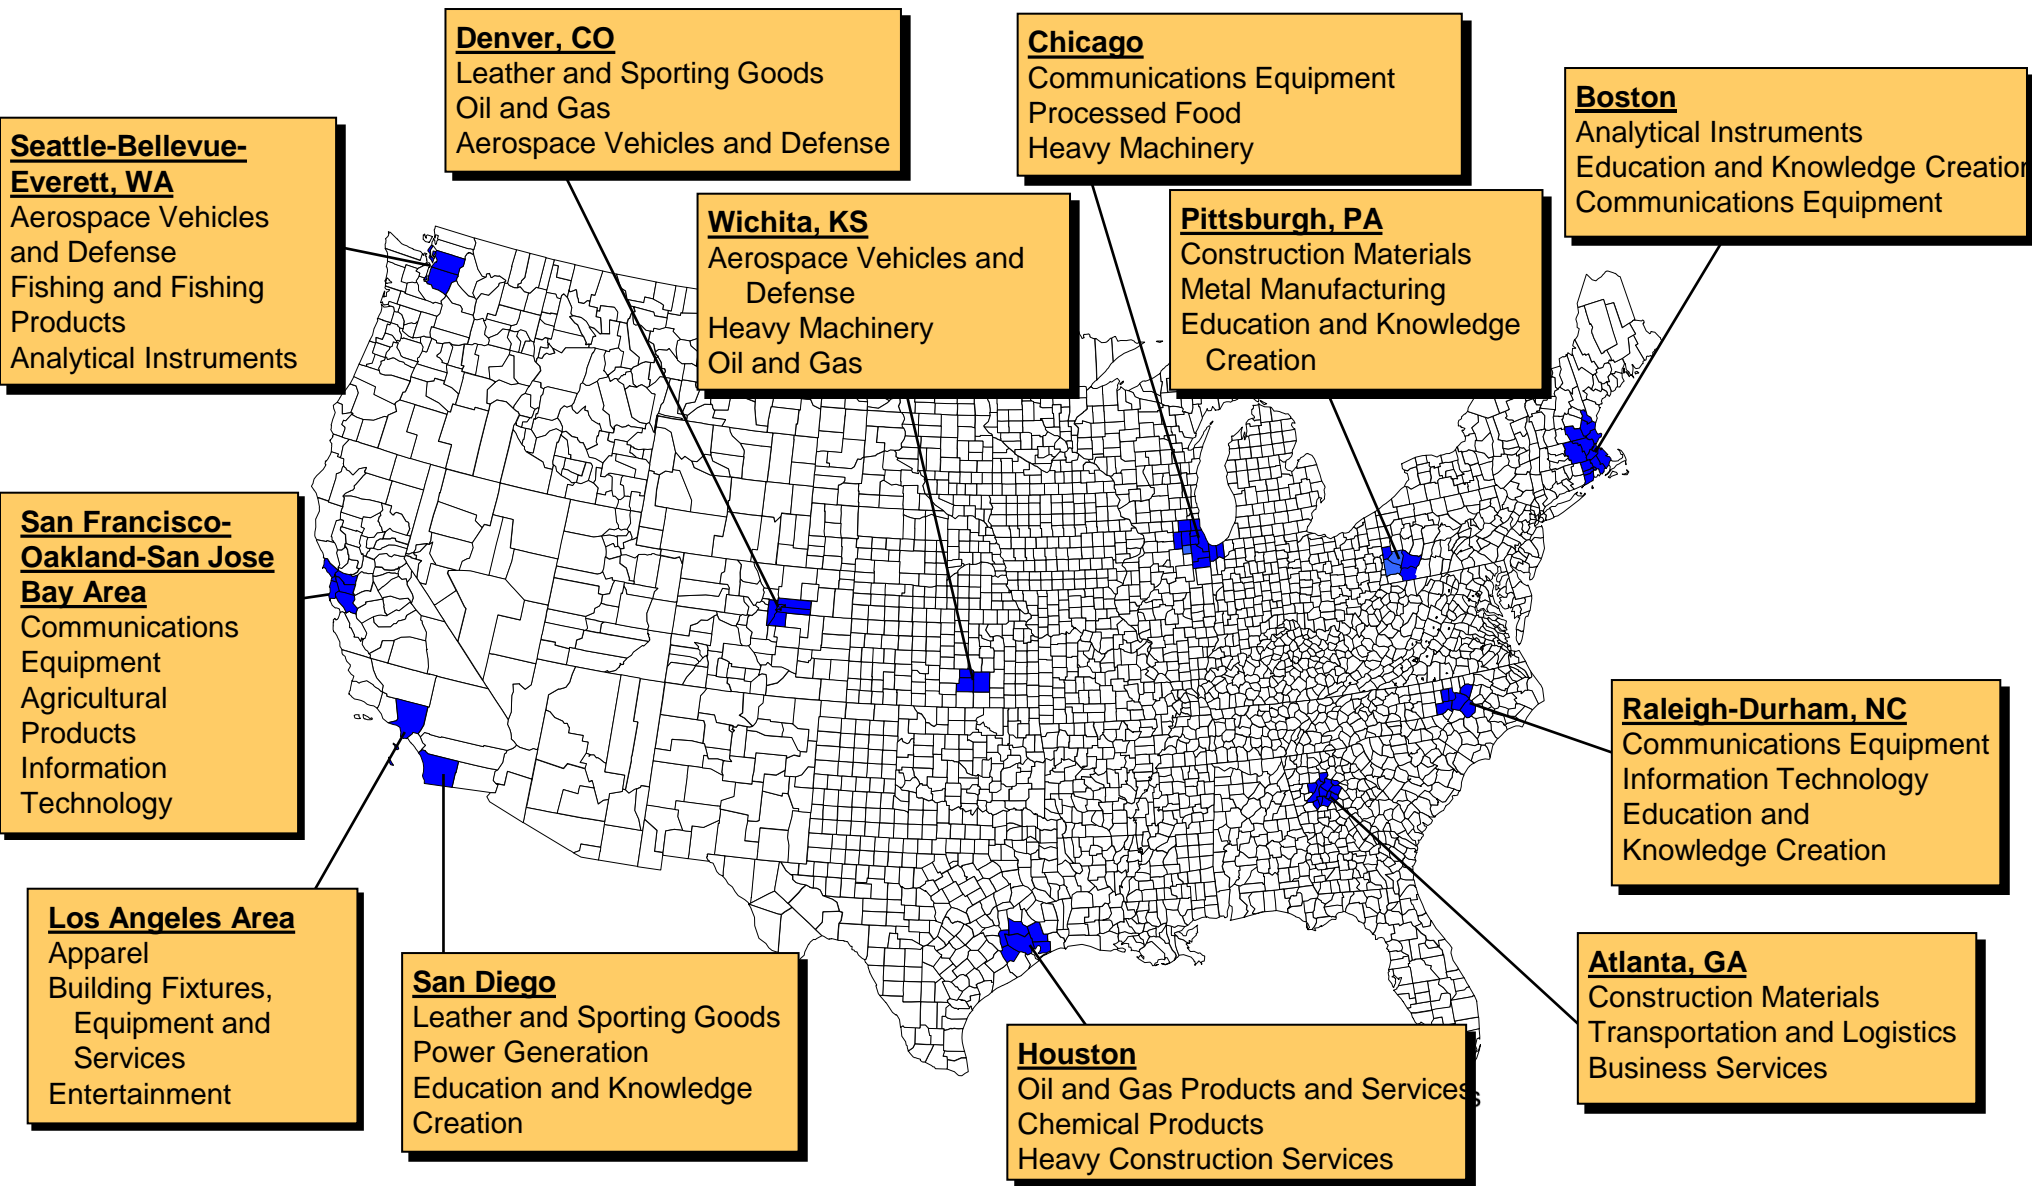 Denver, CO
Leather and Sporting Goods
Oil and Gas
Aerospace Vehicles and Defense
Chicago
Communications Equipment
Processed Food
Heavy Machinery
Boston
Analytical Instruments
Education and Knowledge Creation
Communications Equipment
Seattle-Bellevue-
Everett, WA
Aerospace Vehicles
and Defense
Fishing and Fishing
Products
Analytical Instruments
Wichita, KS
Aerospace Vehicles and
Defense
Heavy Machinery
Oil and Gas
Pittsburgh, PA
Construction Materials
Metal Manufacturing
Education and Knowledge
Creation
San Francisco-
Oakland-San Jose
Bay Area
Communications
Equipment
Agricultural
Products
Information
Technology
Raleigh-Durham, NC
Communications Equipment
Information Technology
Education and
Knowledge Creation
Los Angeles Area
Apparel
Building Fixtures,
Equipment and
Services
Entertainment
San Diego
Leather and Sporting Goods
Power Generation
Education and Knowledge
Creation
Houston
Oil and Gas Products and Services
Chemical Products
Heavy Construction Services
Atlanta, GA
Construction Materials
Transportation and Logistics
Business Services